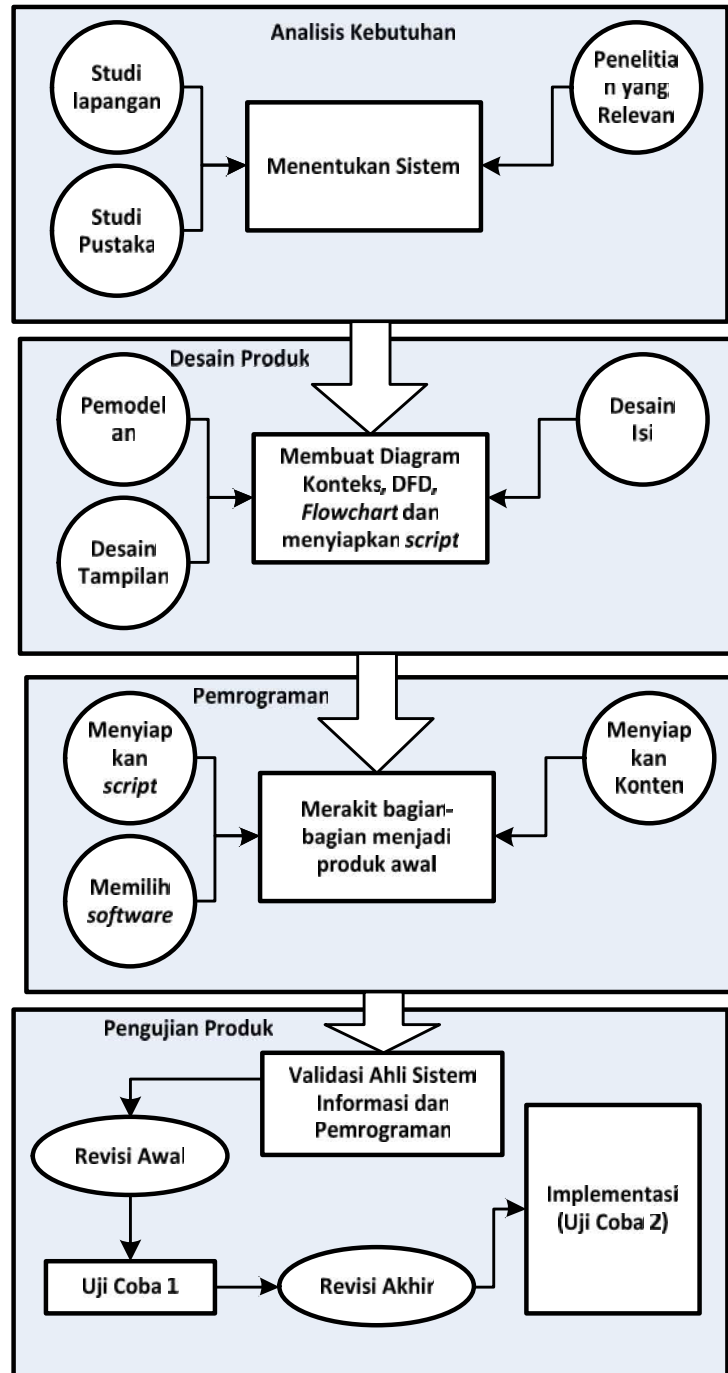 Analisis Kebutuhan
Studi
lapangan
Penelitia
n yang
Relevan
Menentukan Sistem
Studi
Pustaka
Desain Produk
Pemodel
an
Desain
Isi
Membuat Diagram
Konteks, DFD,
Flowchart dan
menyiapkan script
Desain
Tampilan
Pemrograman
Menyiap
kan
script
Menyiap
kan
Konten
Merakit bagian-
bagian menjadi
produk awal
Memilih
software
Pengujian Produk
Validasi Ahli Sistem
Informasi dan
Pemrograman
Revisi Awal
Implementasi
(Uji Coba 2)
Uji Coba 1
Revisi Akhir